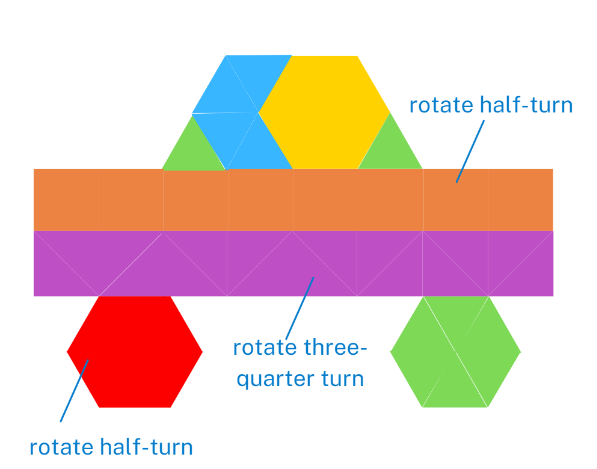 rotate half-turn
rotate three-
quarter turn
rotate half-turn